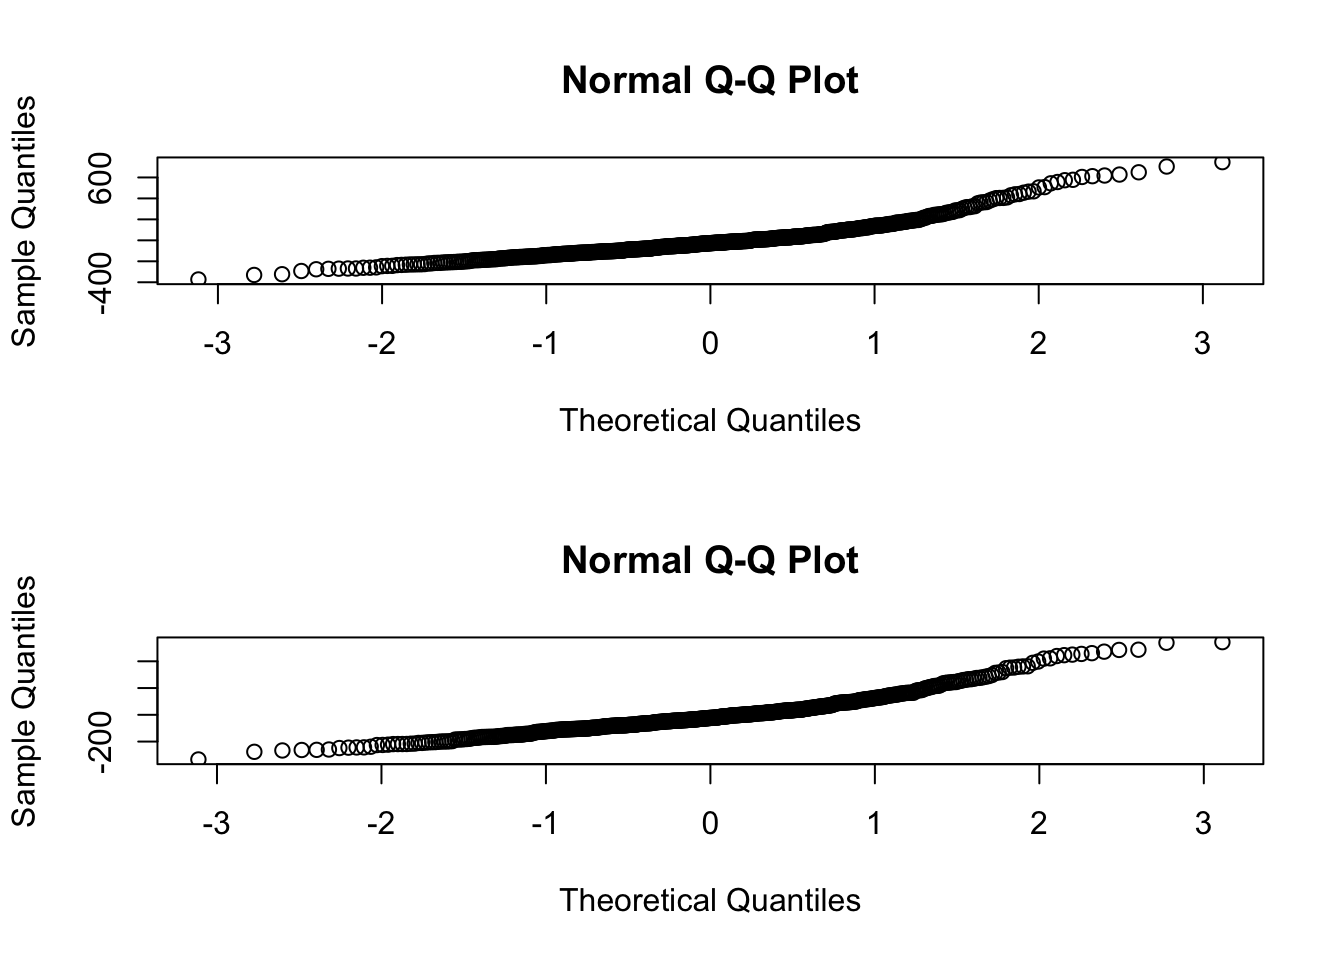 Normal Q-Q Plot
Sample Quantiles
600
-400
-3 -2 -1 0 1 2 3
Theoretical Quantiles
Normal Q-Q Plot
Sample Quantiles
-200
-3 -2 -1 0 1 2 3
Theoretical Quantiles